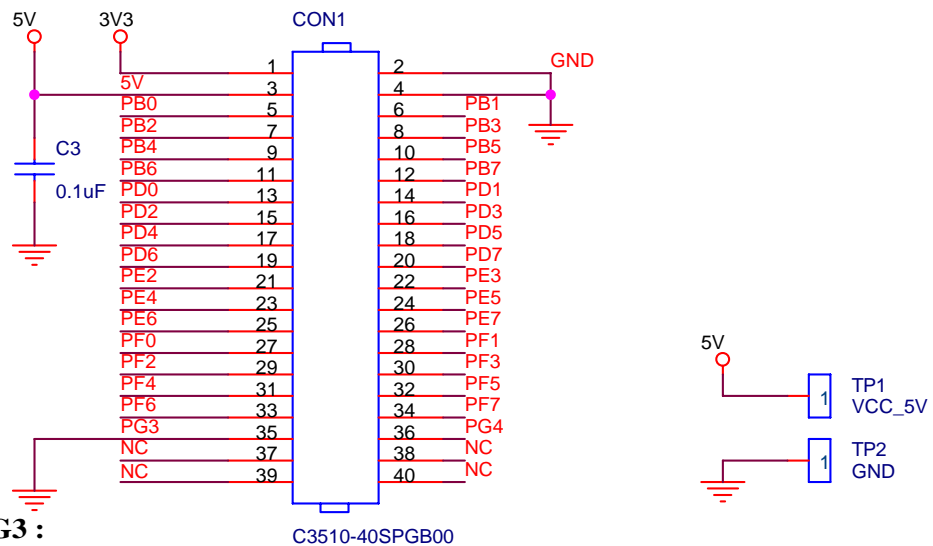 5V 3V3 CON1
1 2 GND
5V 3 4
PB0 5 6 PB1
PB2 7 8 PB3
C3 PB4 9 10 PB5
PB6 11 12 PB7
0.1uF PD0 13 14 PD1
PD2 15 16 PD3
PD4 17 18 PD5
PD6 19 20 PD7
PE2 21 22 PE3
PE4 23 24 PE5
PE6 25 26 PE7
PF0 27 28 PF1
PF2 29 30 PF3
PF4 31 32 PF5
PF6 33 34 PF7
PG3 35 36 PG4
NC 37 38 NC
NC 39 40 NC
C3510-40SPGB00
5V
1 TP1
VCC_5V
1 TP2
GND
G3 :